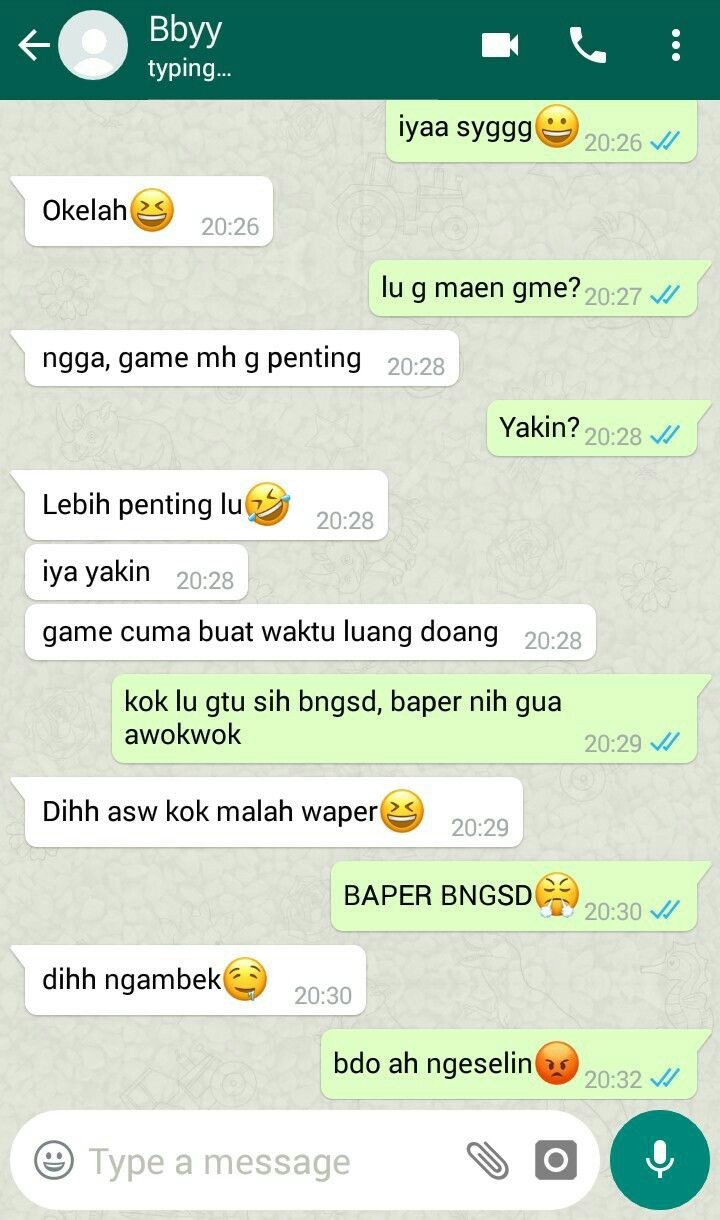 Bbyy
typing...
iyaa syggg😀 20:26
Okelah😆 20:26
lu g maen gme? 20:27
ngga, game mh g penting 20:28
Yakin? 20:28
Lebih penting lu🤣 20:28
iya yakin 20:28
game cuma buat waktu luang doang 20:28
kok lu gtu sih bngsd, baper nih gua
awokwok 20:29
Dihh asw kok malah waper😆 20:29
BAPER BNGSD😤 20:30
dihh ngambek🤤 20:30
bdo ah ngeselin😡 20:32
Type a message